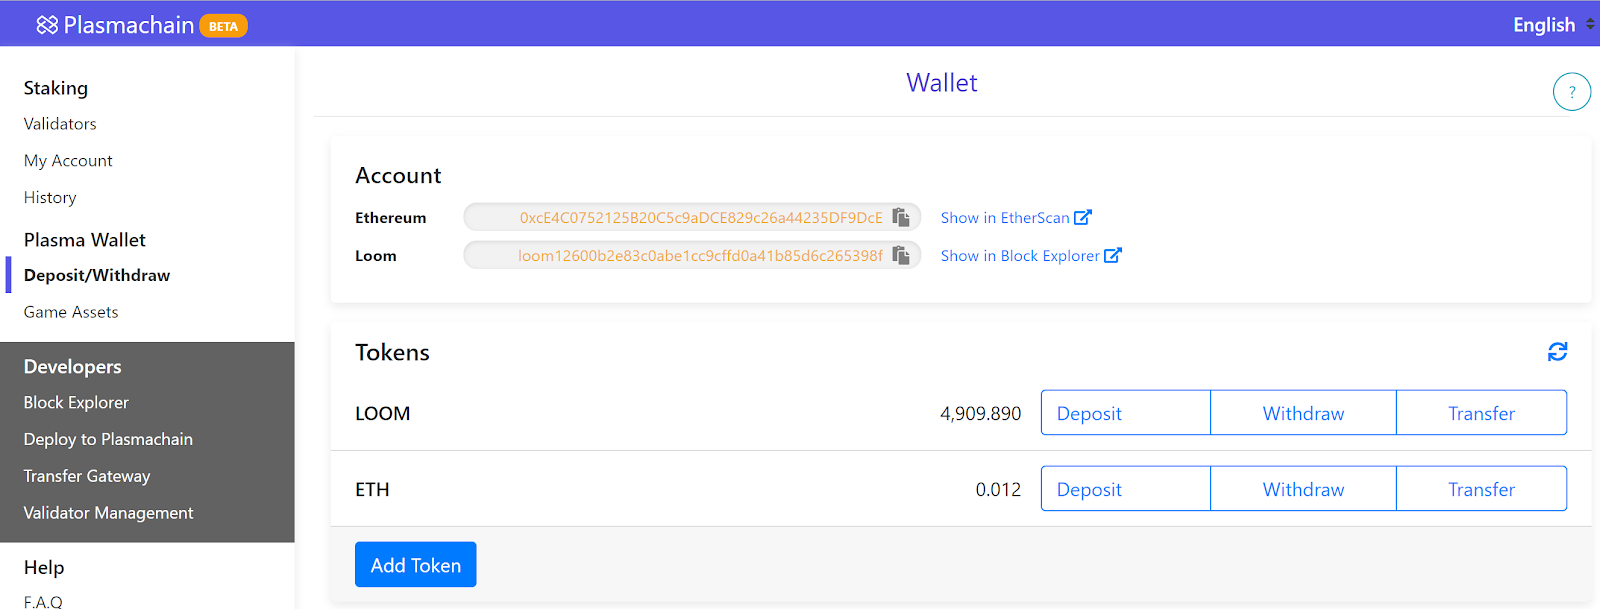 Plasmachain BETA
English
Staking
Validators
My Account
History
Plasma Wallet
Deposit/Withdraw
Game Assets
Developers
Block Explorer
Deploy to Plasmachain
Transfer Gateway
Validator Management
Help
F.A.Q
Wallet
?
Account
Ethereum 0xcE4C0752125B20C5c9aDCE829c26a44235DF9DcE Show in EtherScan
Loom loom12600b2e83c0abe1cc9cffd0a41b85d6c265398f Show in Block Explorer
Tokens
LOOM 4,909.890 Deposit Withdraw Transfer
ETH 0.012 Deposit Withdraw Transfer
Add Token